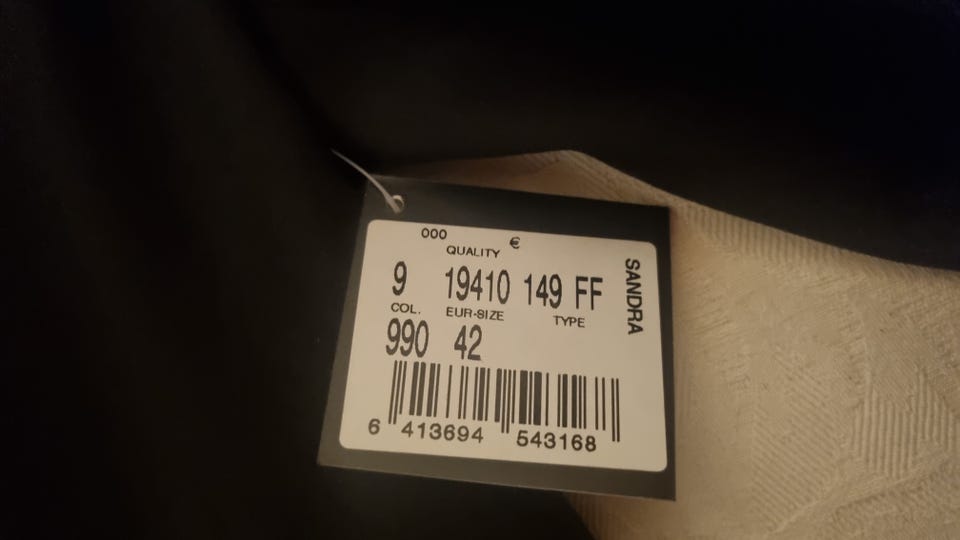 000 €
QUALITY
9 19410 149 FF
COL. EUR-SIZE TYPE
990 42
6 413694 543168
SANDRA